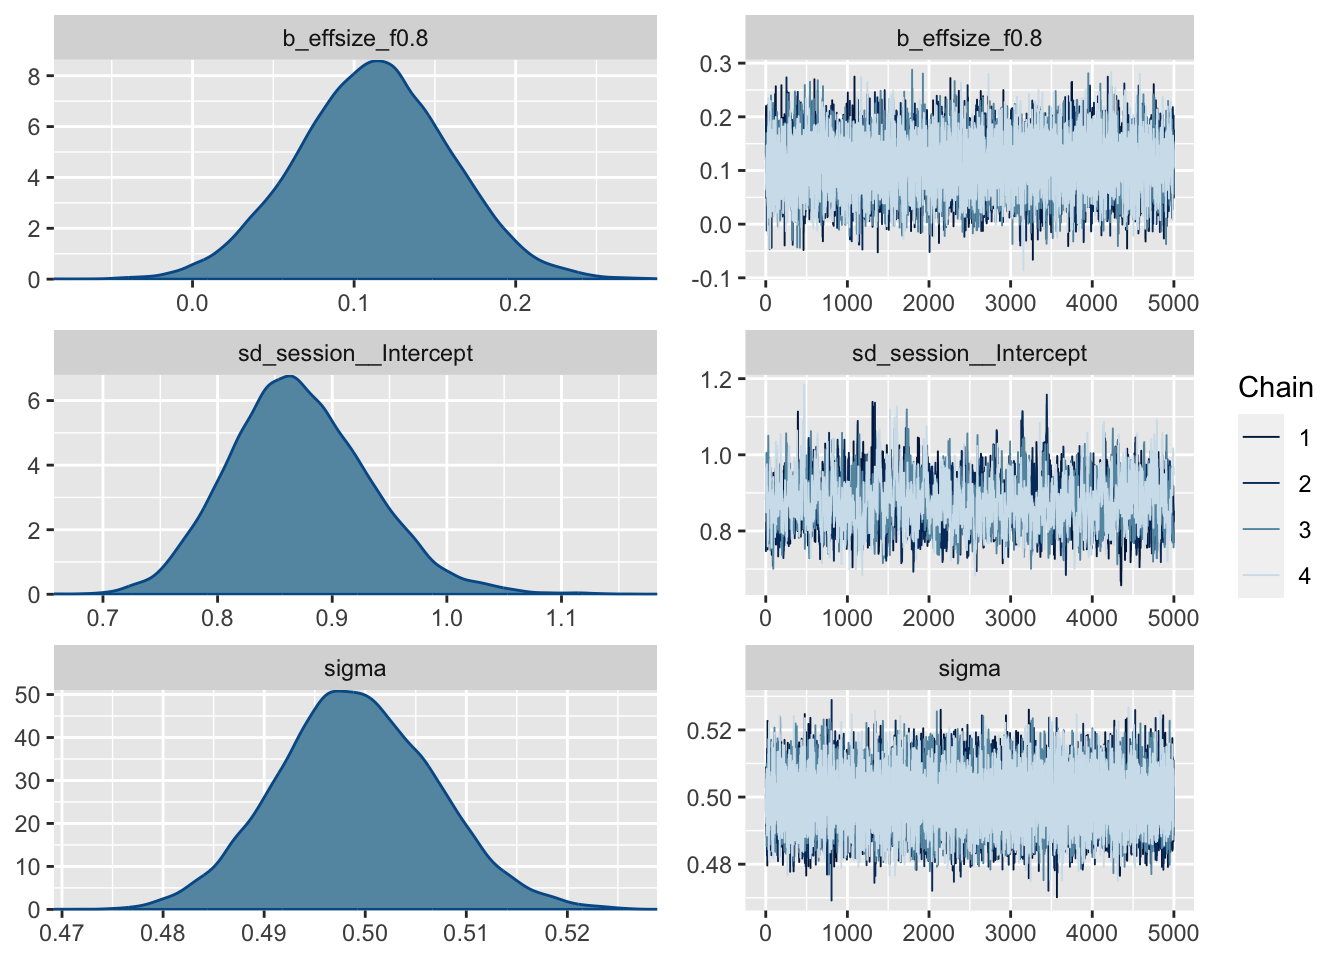 b_effsize_f0.8
8
6
4
2
0
0.0 0.1 0.2
b_effsize_f0.8
0.3
0.2
0.1
0.0
-0.1
0 1000 2000 3000 4000 5000
sd_session__Intercept
6
4
2
0
0.7 0.8 0.9 1.0 1.1
sd_session__Intercept
1.2
1.0
0.8
0 1000 2000 3000 4000 5000
sigma
50
40
30
20
10
0
0.47 0.48 0.49 0.50 0.51 0.52
sigma
0.52
0.50
0.48
0 1000 2000 3000 4000 5000
Chain
1
2
3
4